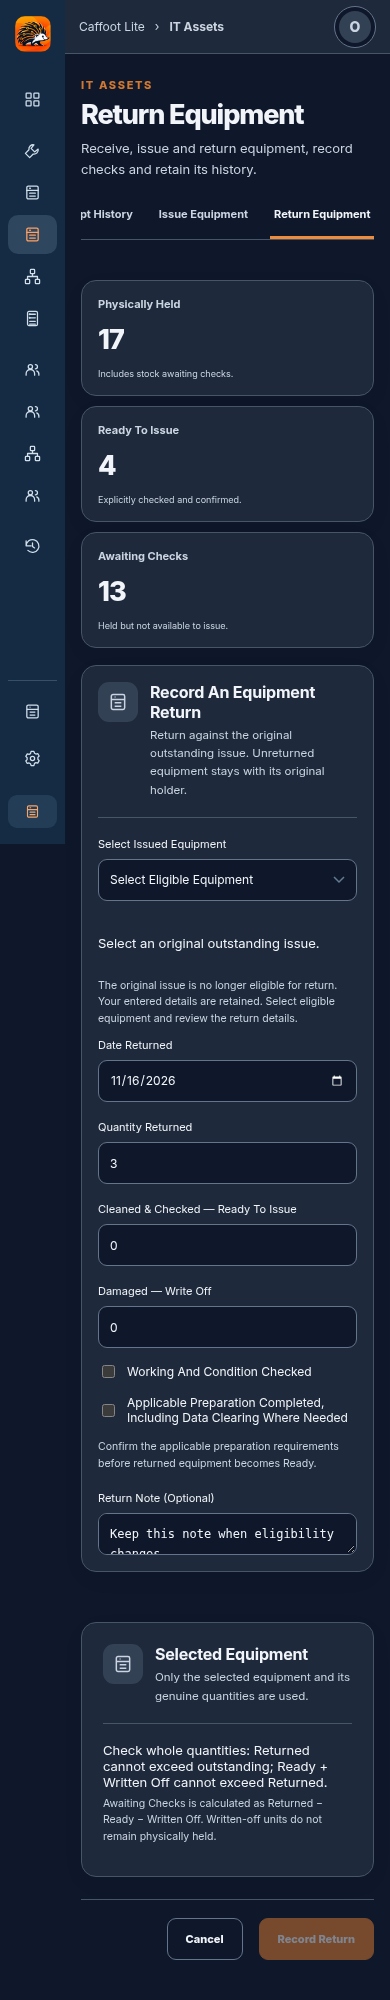 Caffoot Lite › IT Assets
O
IT ASSETS
Return Equipment
Receive, issue and return equipment, record
checks and retain its history.
pt History Issue Equipment Return Equipment
Physically Held
17
Includes stock awaiting checks.
Ready To Issue
4
Explicitly checked and confirmed.
Awaiting Checks
13
Held but not available to issue.
Record An Equipment
Return
Return against the original
outstanding issue. Unreturned
equipment stays with its original
holder.
Select Issued Equipment
Select Eligible Equipment
Select an original outstanding issue.
The original issue is no longer eligible for return.
Your entered details are retained. Select eligible
equipment and review the return details.
Date Returned
11/16/2026
Quantity Returned
3
Cleaned & Checked — Ready To Issue
0
Damaged — Write Off
0
Working And Condition Checked
Applicable Preparation Completed,
Including Data Clearing Where Needed
Confirm the applicable preparation requirements
before returned equipment becomes Ready.
Return Note (Optional)
Keep this note when eligibility
changes
Selected Equipment
Only the selected equipment and its
genuine quantities are used.
Check whole quantities: Returned
cannot exceed outstanding; Ready +
Written Off cannot exceed Returned.
Awaiting Checks is calculated as Returned −
Ready − Written Off. Written-off units do not
remain physically held.
Cancel Record Return